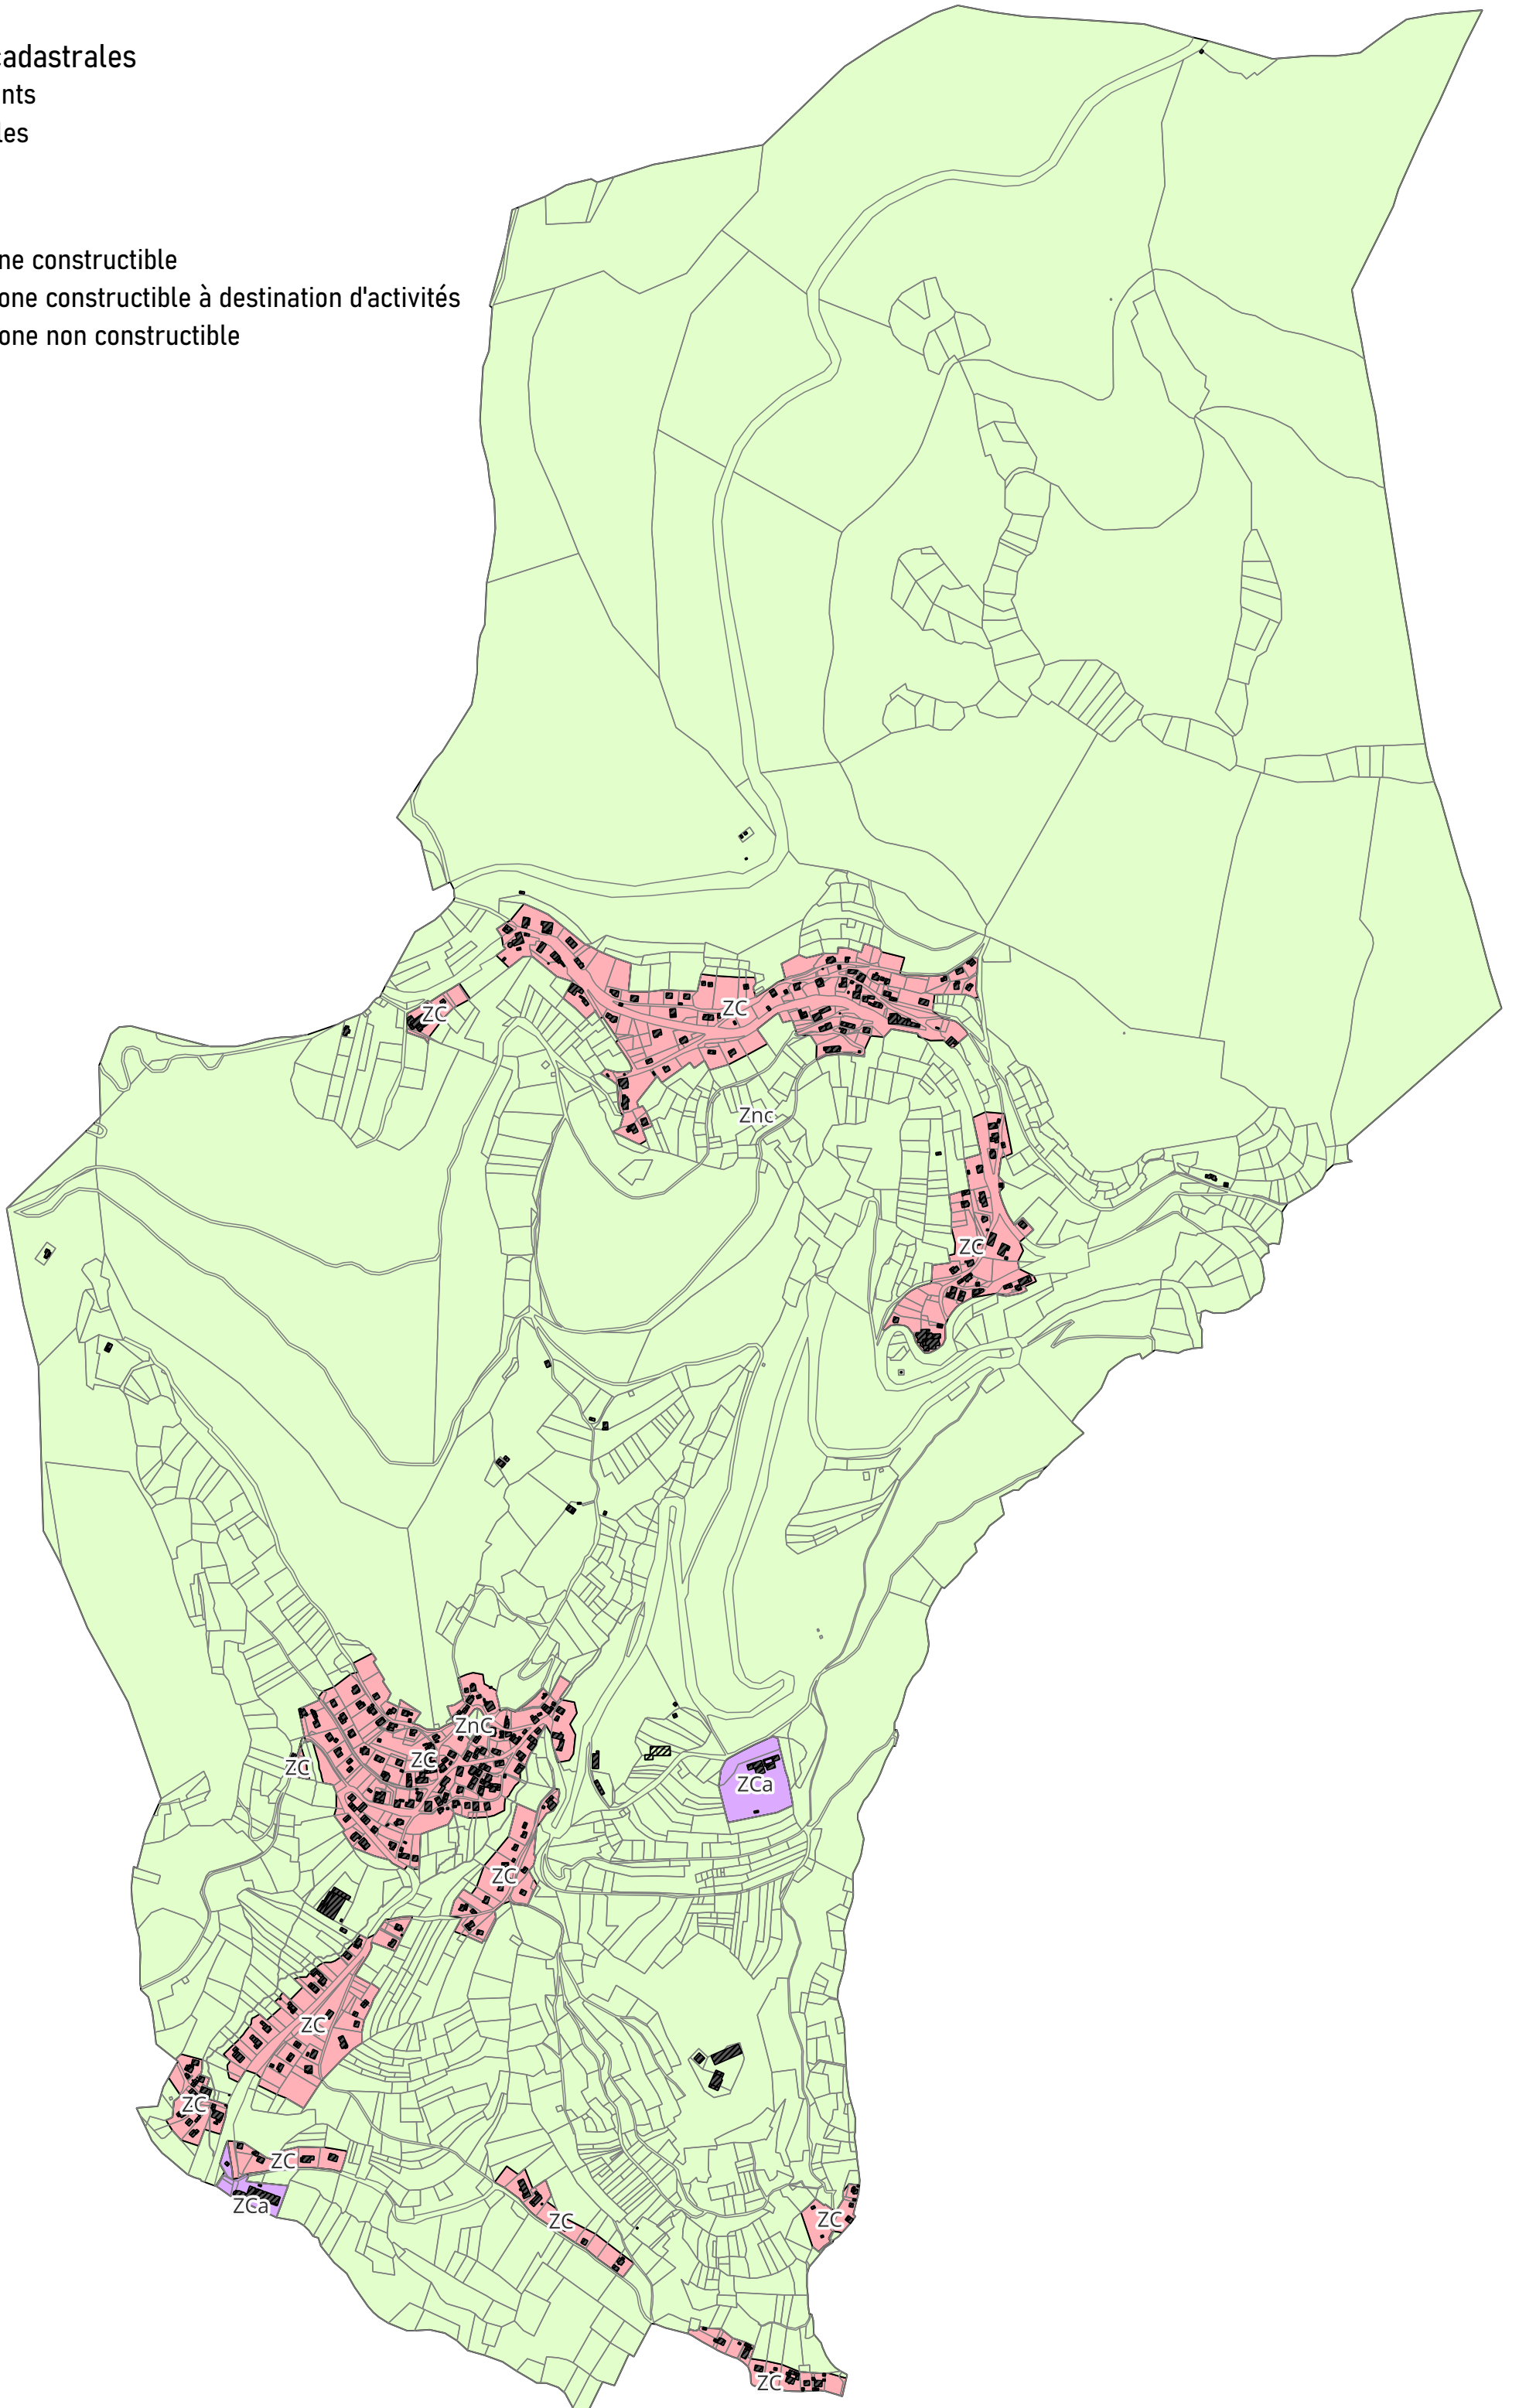 cadastrales
nts
les
ne constructible
one constructible à destination d'activités
one non constructible
ZC
ZC
Znc
ZC
ZnC
ZC
ZC
ZCa
ZC
ZC
ZC
ZC
ZCa
ZC
ZC
ZC